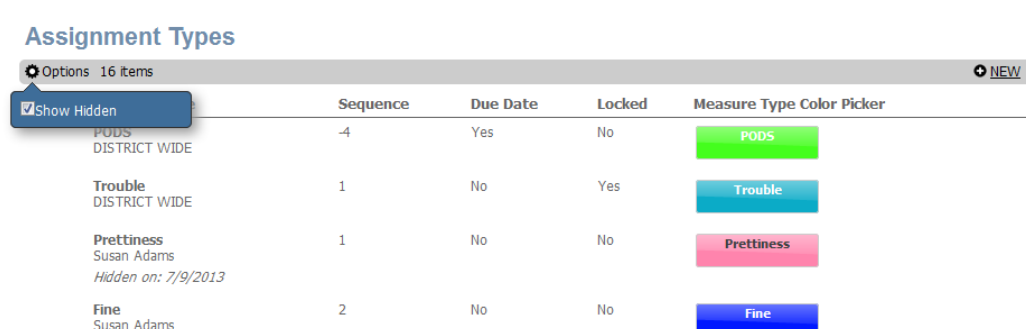 Assignment Types
Options 16 items NEW
Show Hidden
Sequence Due Date Locked Measure Type Color Picker
PODS -4 Yes No PODS
DISTRICT WIDE
Trouble 1 No Yes Trouble
DISTRICT WIDE
Prettiness 1 No No Prettiness
Susan Adams
Hidden on: 7/9/2013
Fine 2 No No Fine
Susan Adams